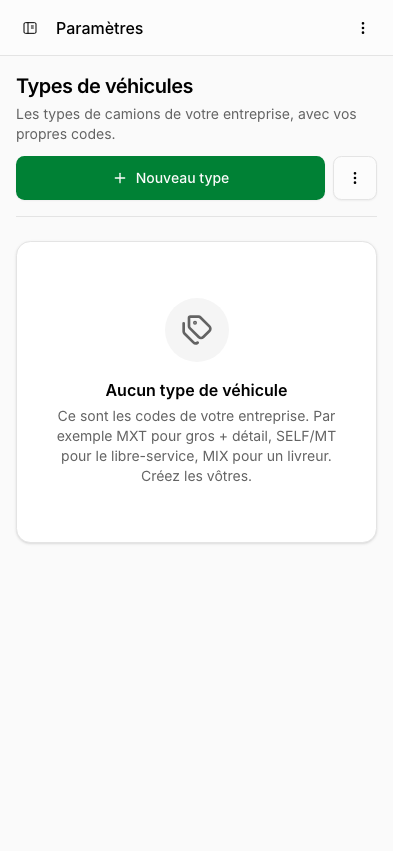 Paramètres
Types de véhicules
Les types de camions de votre entreprise, avec vos
propres codes.
Nouveau type
Aucun type de véhicule
Ce sont les codes de votre entreprise. Par
exemple MXT pour gros + détail, SELF/MT
pour le libre-service, MIX pour un livreur.
Créez les vôtres.